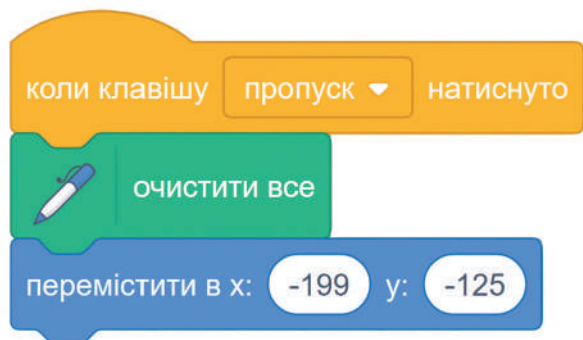 коли клавішу пропуск натиснуто
очистити все
перемістити в x: -199 y: -125